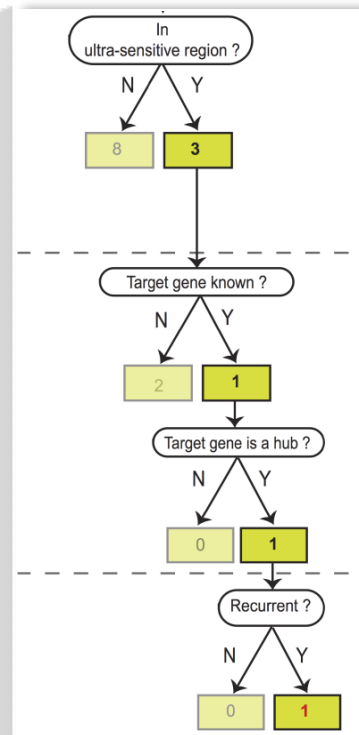 In
ultra-sensitive region ?
N Y
8 3
Target gene known ?
N Y
2 1
Target gene is a hub ?
N Y
0 1
Recurrent ?
N Y
0 1